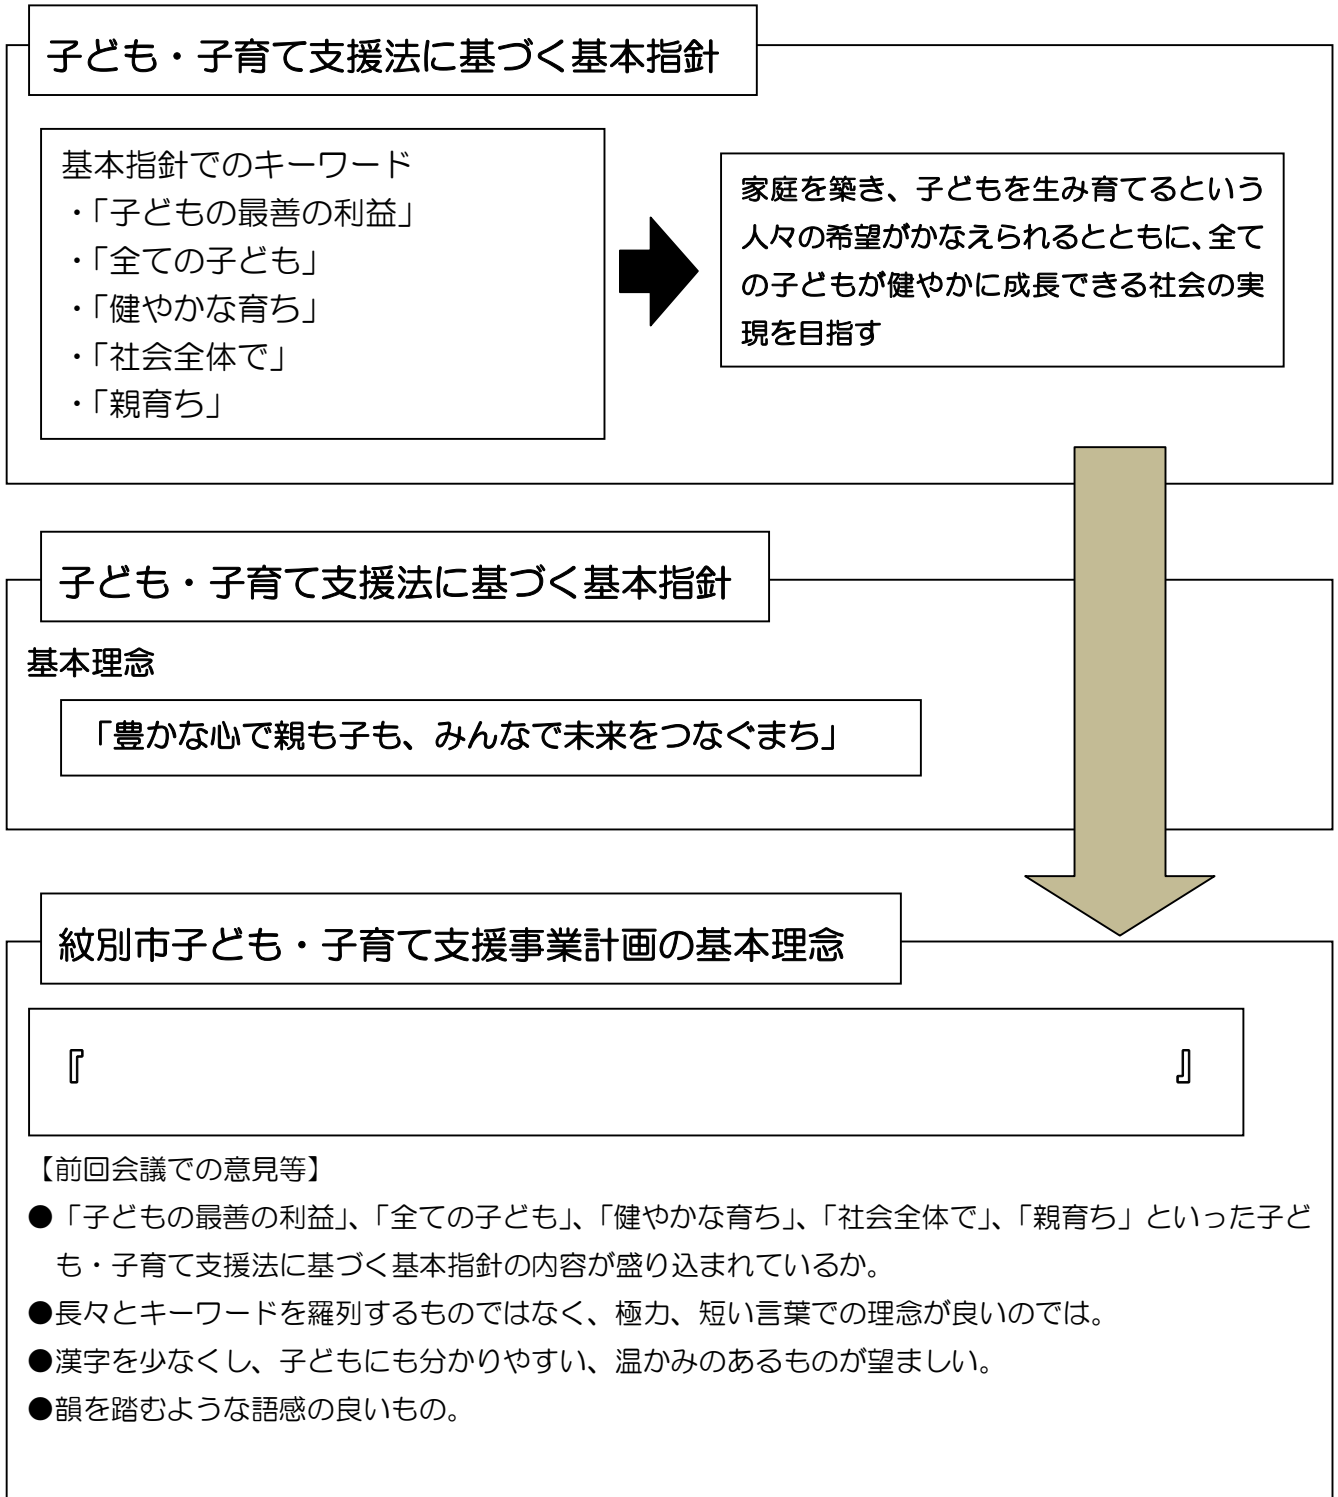 子ども・子育て支援法に基づく基本指針
基本指針でのキーワード
・「子どもの最善の利益」
・「全ての子ども」
・「健やかな育ち」
・「社会全体で」
・「親育ち」
家庭を築き、子どもを生み育てるという
人々の希望がかなえられるとともに、全て
の子どもが健やかに成長できる社会の実
現を目指す
子ども・子育て支援法に基づく基本指針
基本理念
「豊かな心で親も子も、みんなで未来をつなぐまち」
紋別市子ども・子育て支援事業計画の基本理念
『　　　　　　　　　　　　　　　　　　　　』
【前回会議での意見等】
●「子どもの最善の利益」、「全ての子ども」、「健やかな育ち」、「社会全体で」、「親育ち」といった子ど
も・子育て支援法に基づく基本指針の内容が盛り込まれているか。
●長々とキーワードを羅列するものではなく、極力、短い言葉での理念が良いのでは。
●漢字を少なくし、子どもにも分かりやすい、温かみのあるものが望ましい。
●韻を踏むような語感の良いもの。